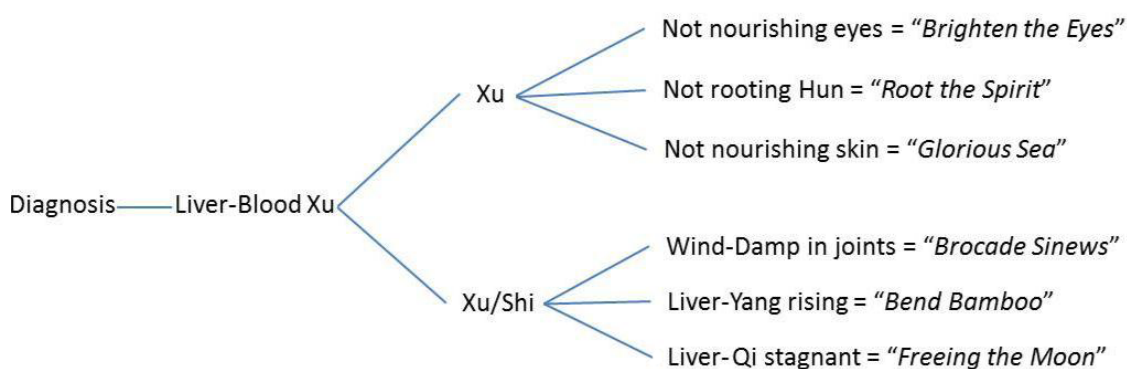 Not nourishing eyes = “Brighten the Eyes”
Xu
Not rooting Hun = “Root the Spirit”
Not nourishing skin = “Glorious Sea”
Diagnosis
Liver-Blood Xu
Wind-Damp in joints = “Brocade Sinews”
Xu/Shi
Liver-Yang rising = “Bend Bamboo”
Liver-Qi stagnant = “Freeing the Moon”